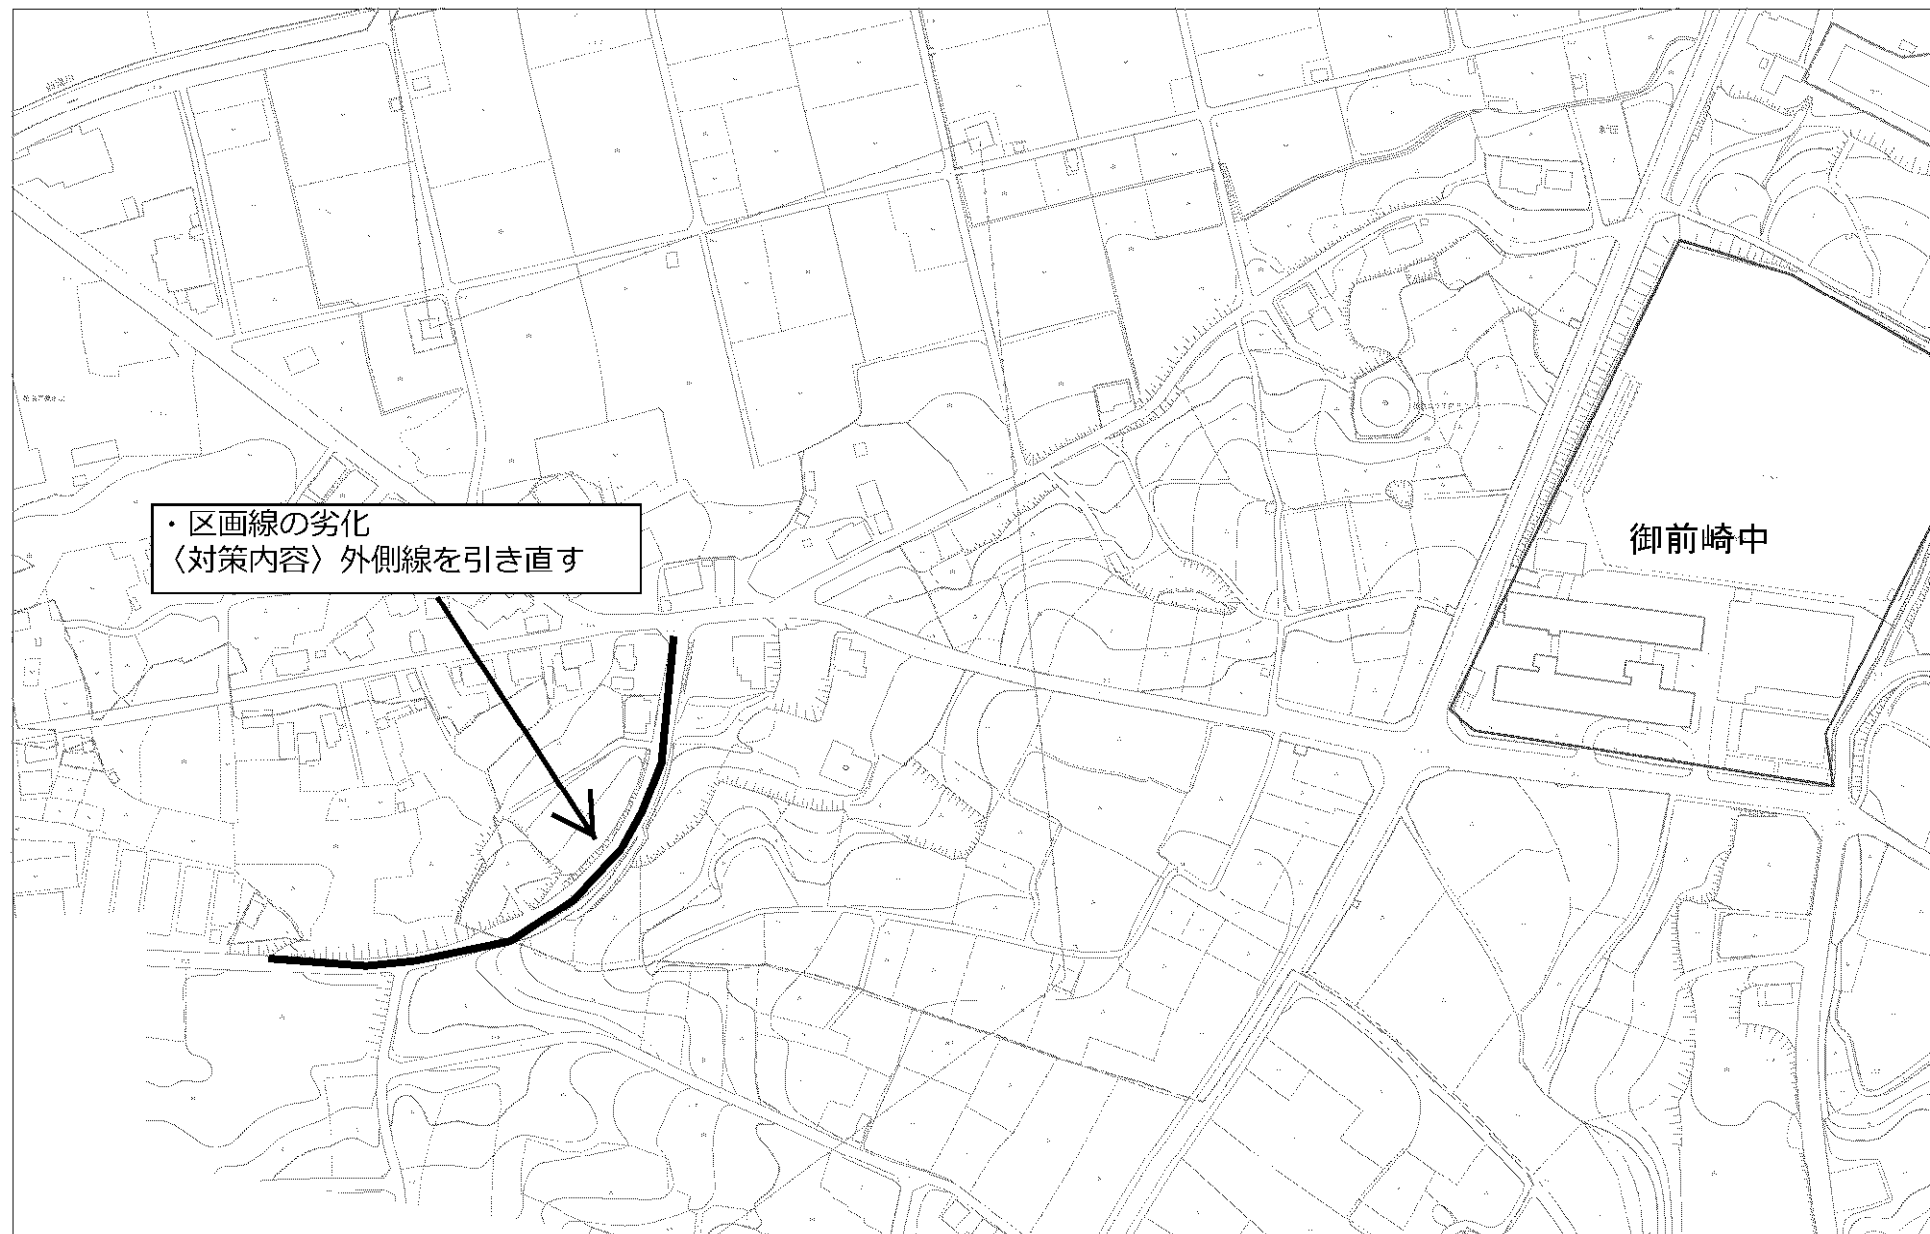 ・区画線の劣化
〈対策内容〉外側線を引き直す
御前崎中